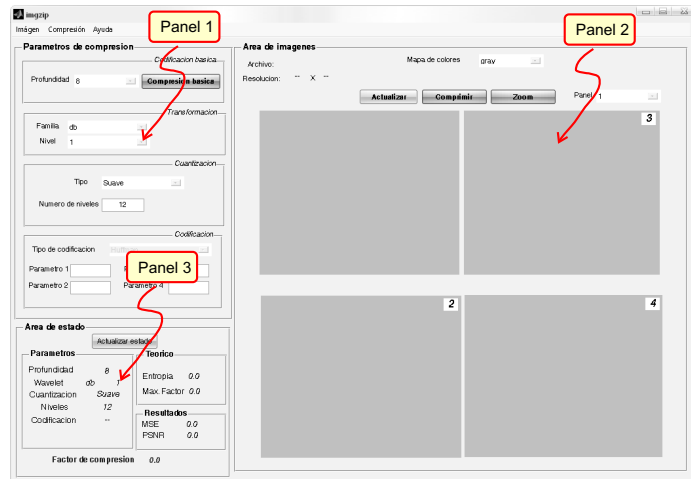 imgzip
Imágen Compresión Ayuda
Panel 1
Parametros de compresion
Codificacion basica
Profundidad 8 Compresion basica
Transformacion
Familia db
Nivel 1
Cuantizacion
Tipo Suave
Numero de niveles 12
Codificacion
Tipo de codificacion
Parametro 1
Parametro 2 Parametro 4
Panel 3
Area de estado
Actualizar estado
Parametros
Profundidad 8
Wavelet db 1
Cuantizacion Suave
Niveles 12
Codificacion --
Teorico
Entropia 0.0
Max. Factor 0.0
Resultados
MSE 0.0
PSNR 0.0
Factor de compresion 0.0
Area de imagenes
Panel 2
Archivo:
Mapa de colores gray
Resolucion: -- X --
Actualizar Comprimir Zoom Panel 1
3
2
4